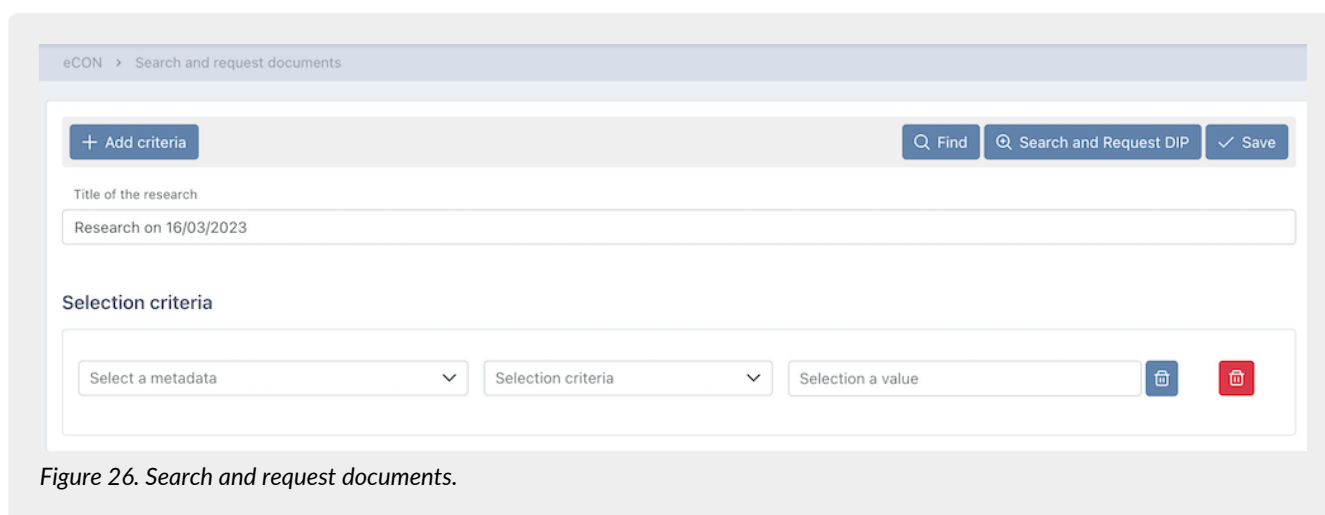 eCON > Search and request documents
+ Add criteria Find Search and Request DIP Save
Title of the research
Research on 16/03/2023
Selection criteria
Select a metadata Selection criteria Selection a value
Figure 26. Search and request documents.